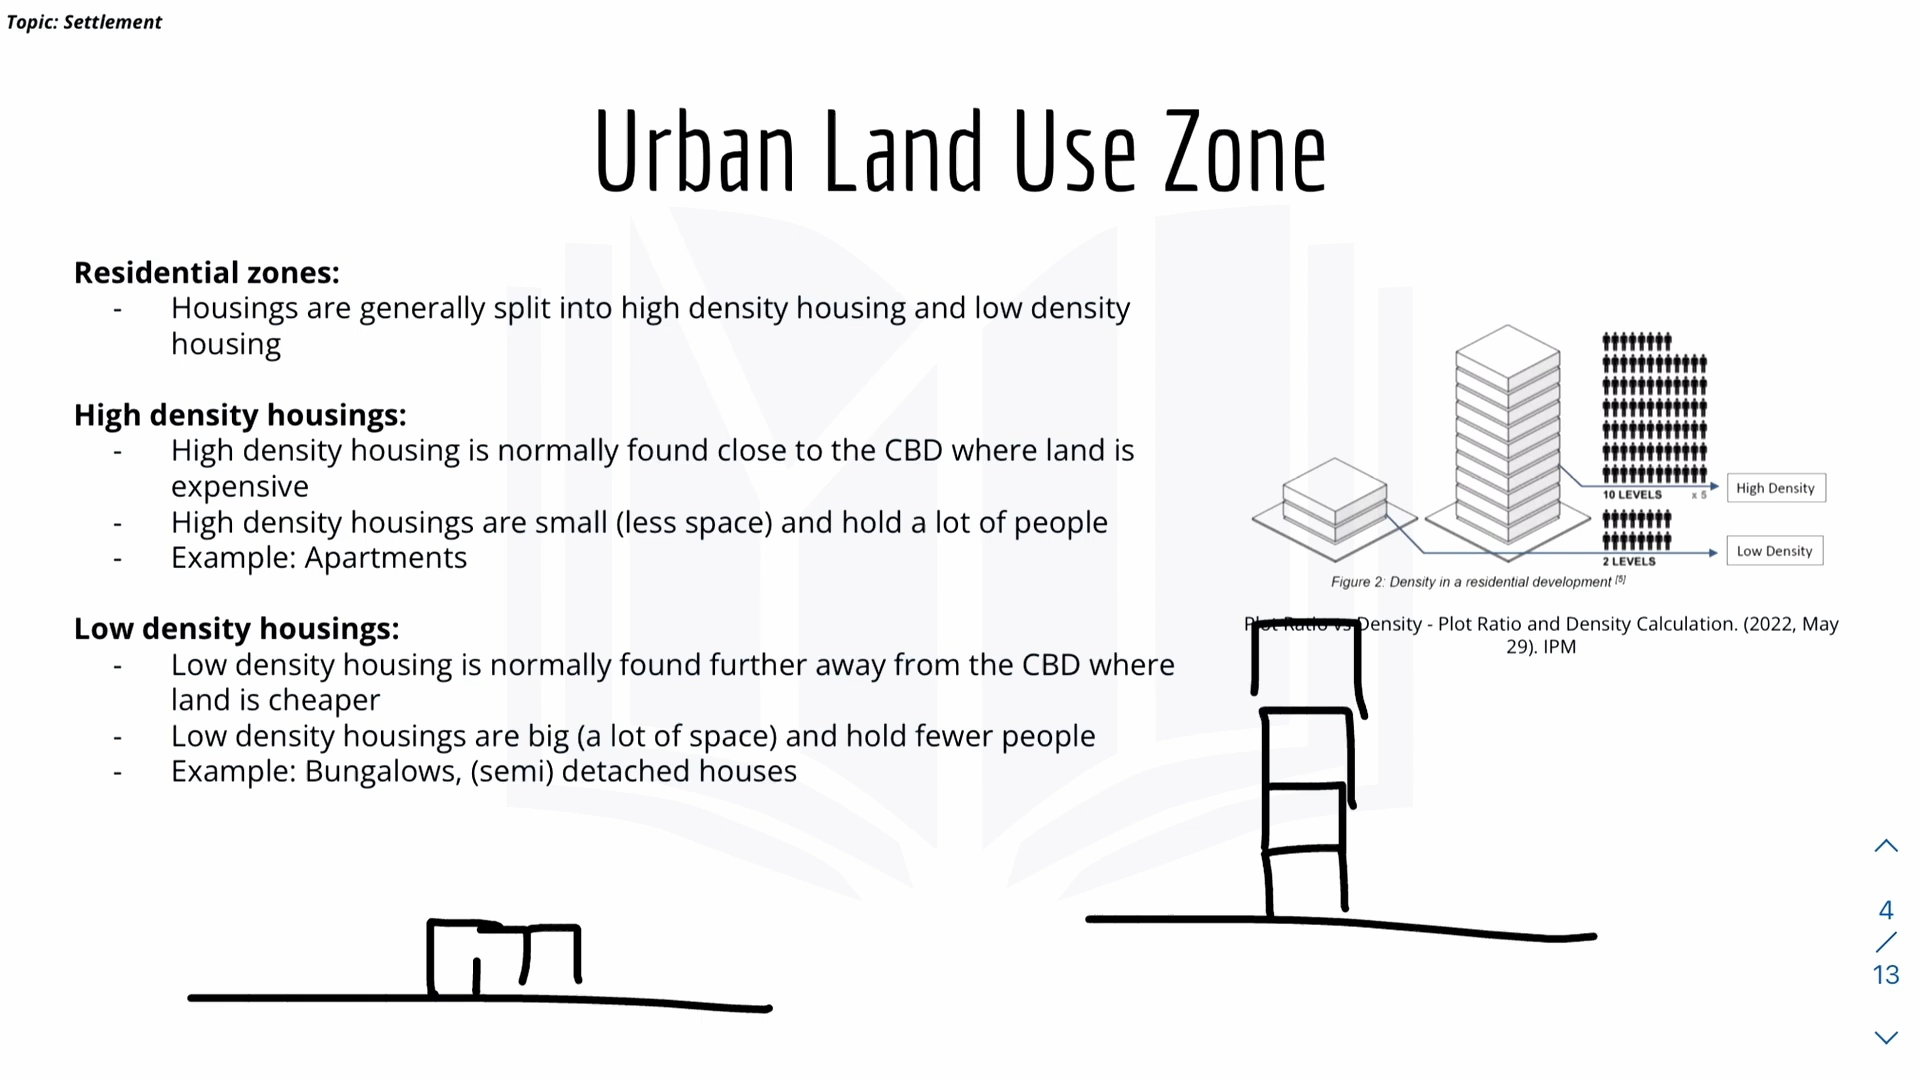 Topic: Settlement
Urban Land Use Zone
Residential zones:
- Housings are generally split into high density housing and low density
housing
High density housings:
- High density housing is normally found close to the CBD where land is
expensive
- High density housings are small (less space) and hold a lot of people
- Example: Apartments
Low density housings:
- Low density housing is normally found further away from the CBD where
land is cheaper
- Low density housings are big (a lot of space) and hold fewer people
- Example: Bungalows, (semi) detached houses
10 LEVELS x 5
High Density
2 LEVELS
Low Density
Figure 2: Density in a residential development [5]
Plot Ratio vs Density - Plot Ratio and Density Calculation. (2022, May
29). IPM
4
/
13